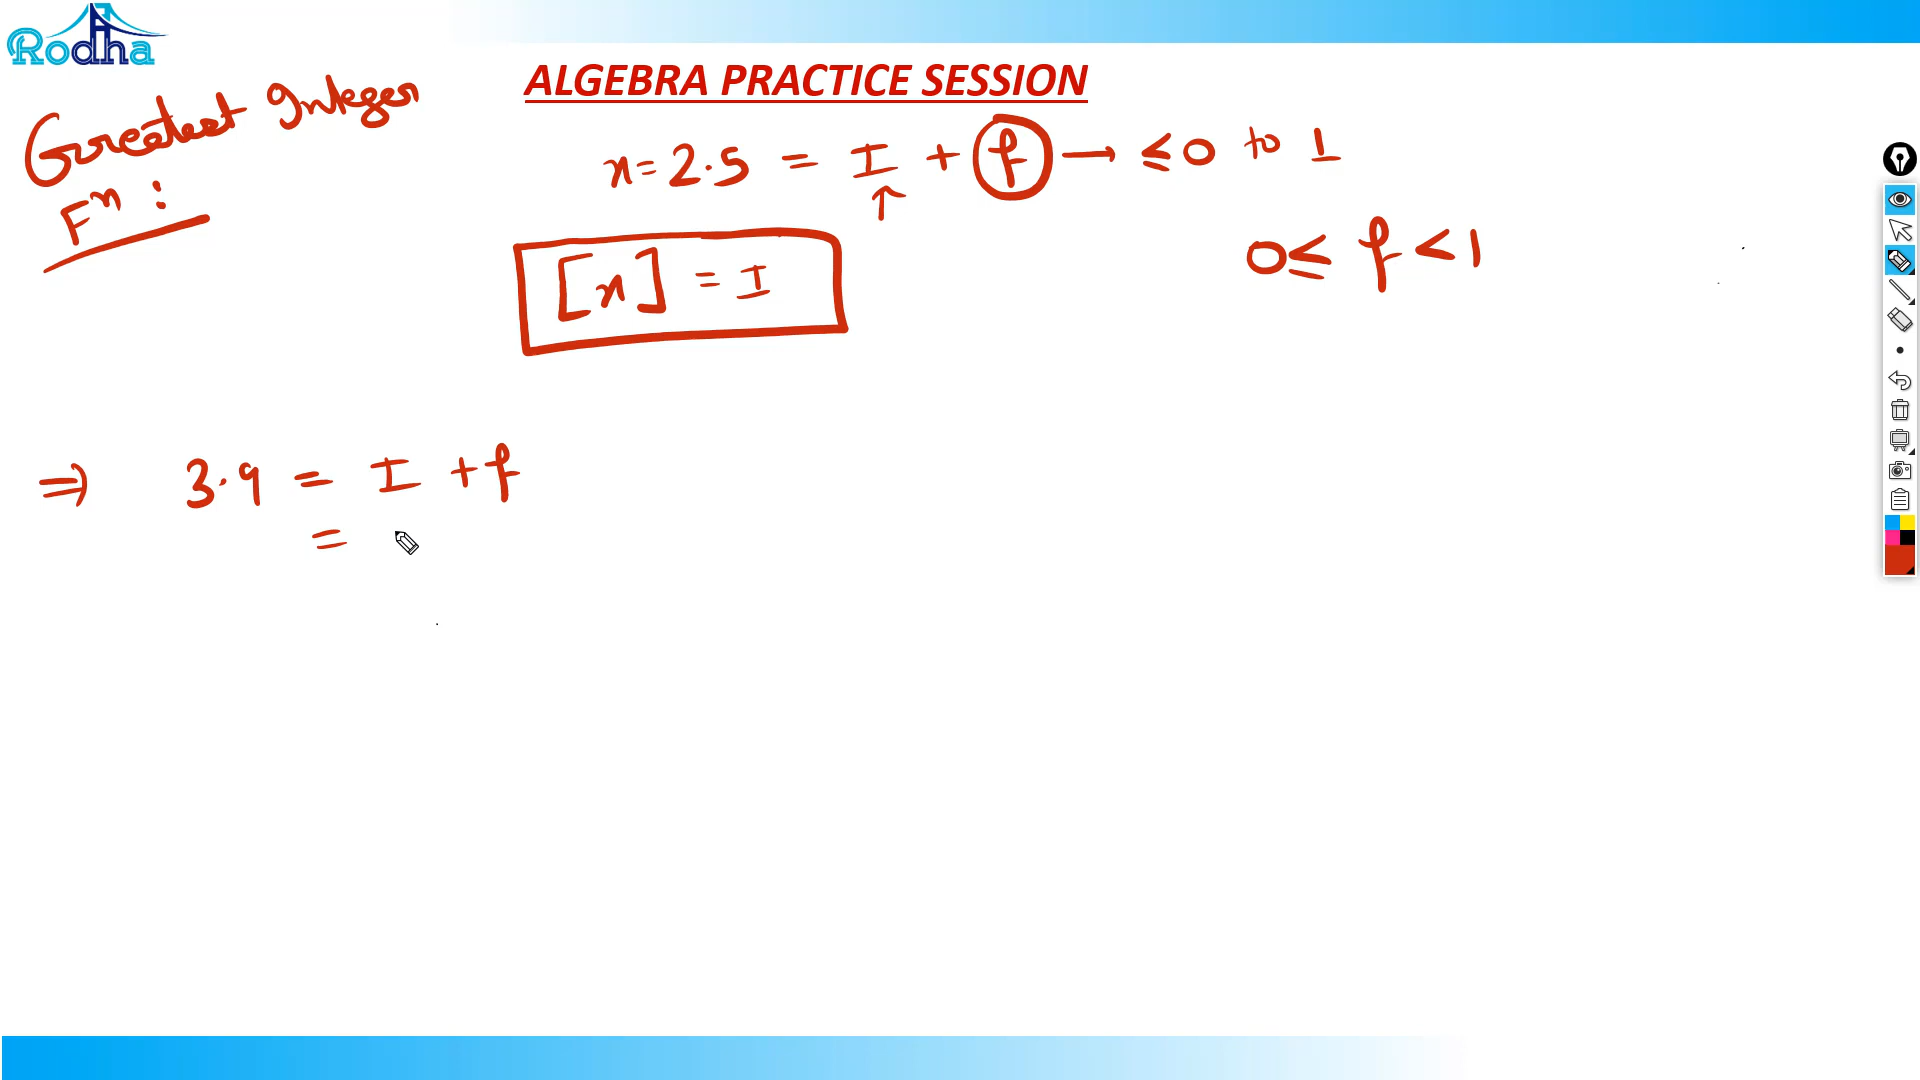 Rodha
ALGEBRA PRACTICE SESSION
Greatest Integer
Fⁿ :
x = 2.5 = I + f → ≤ 0 to 1
↑
0 ≤ f < 1
[x] = I
⇒ 3.9 = I + f
=